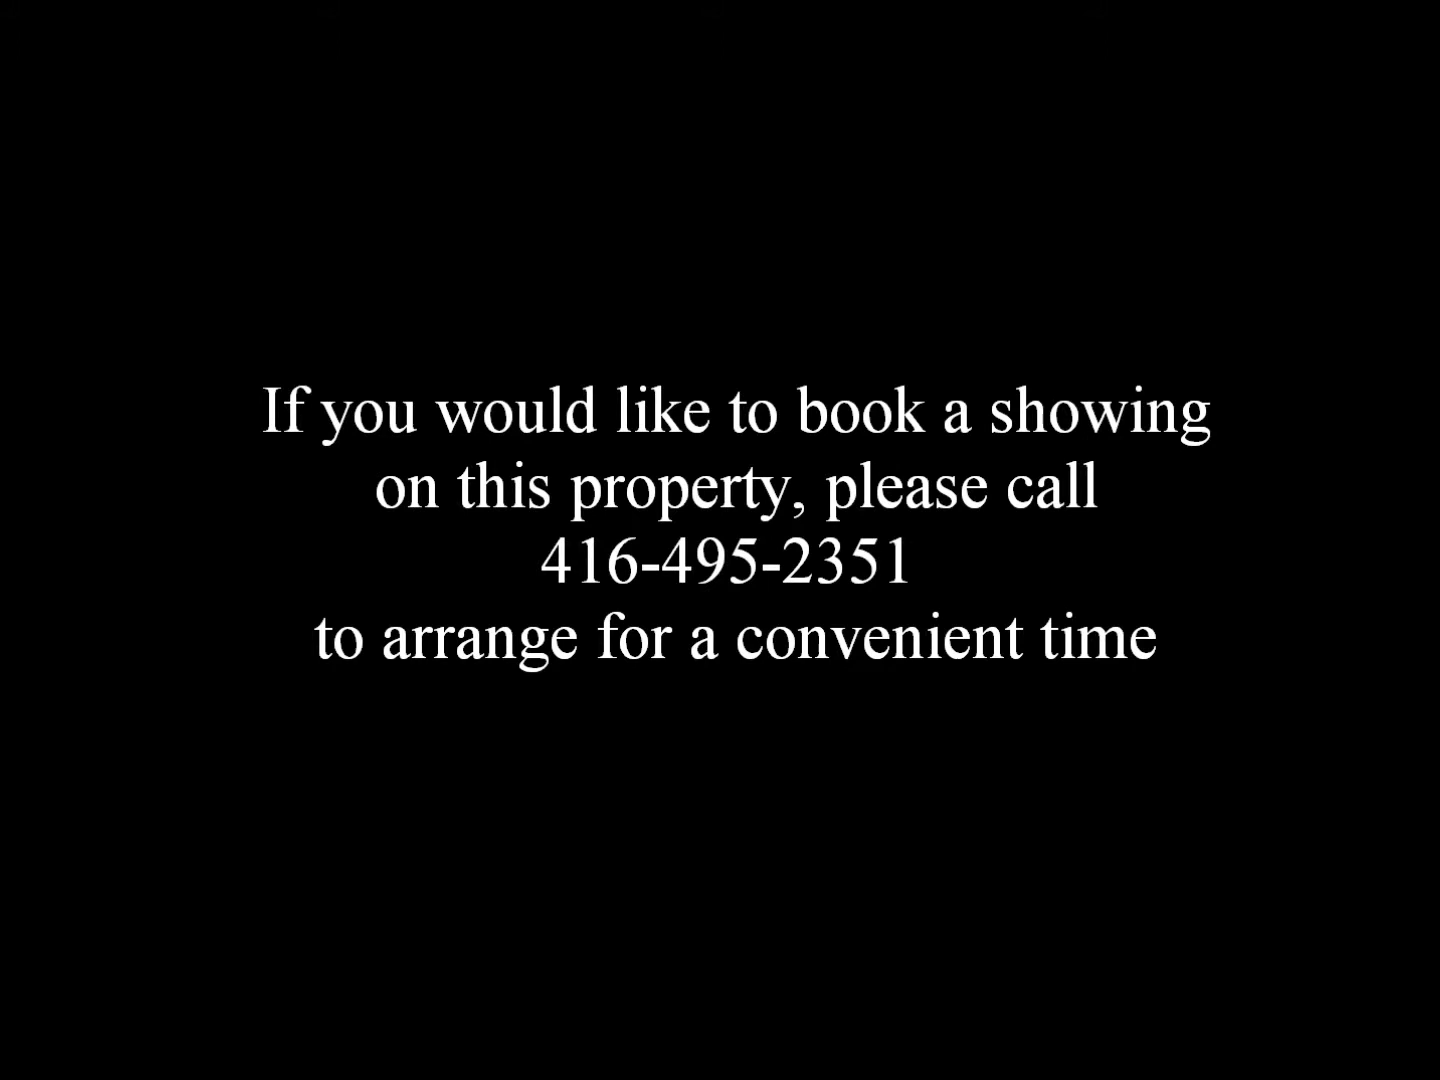 If you would like to book a showing
on this property, please call
416-495-2351
to arrange for a convenient time